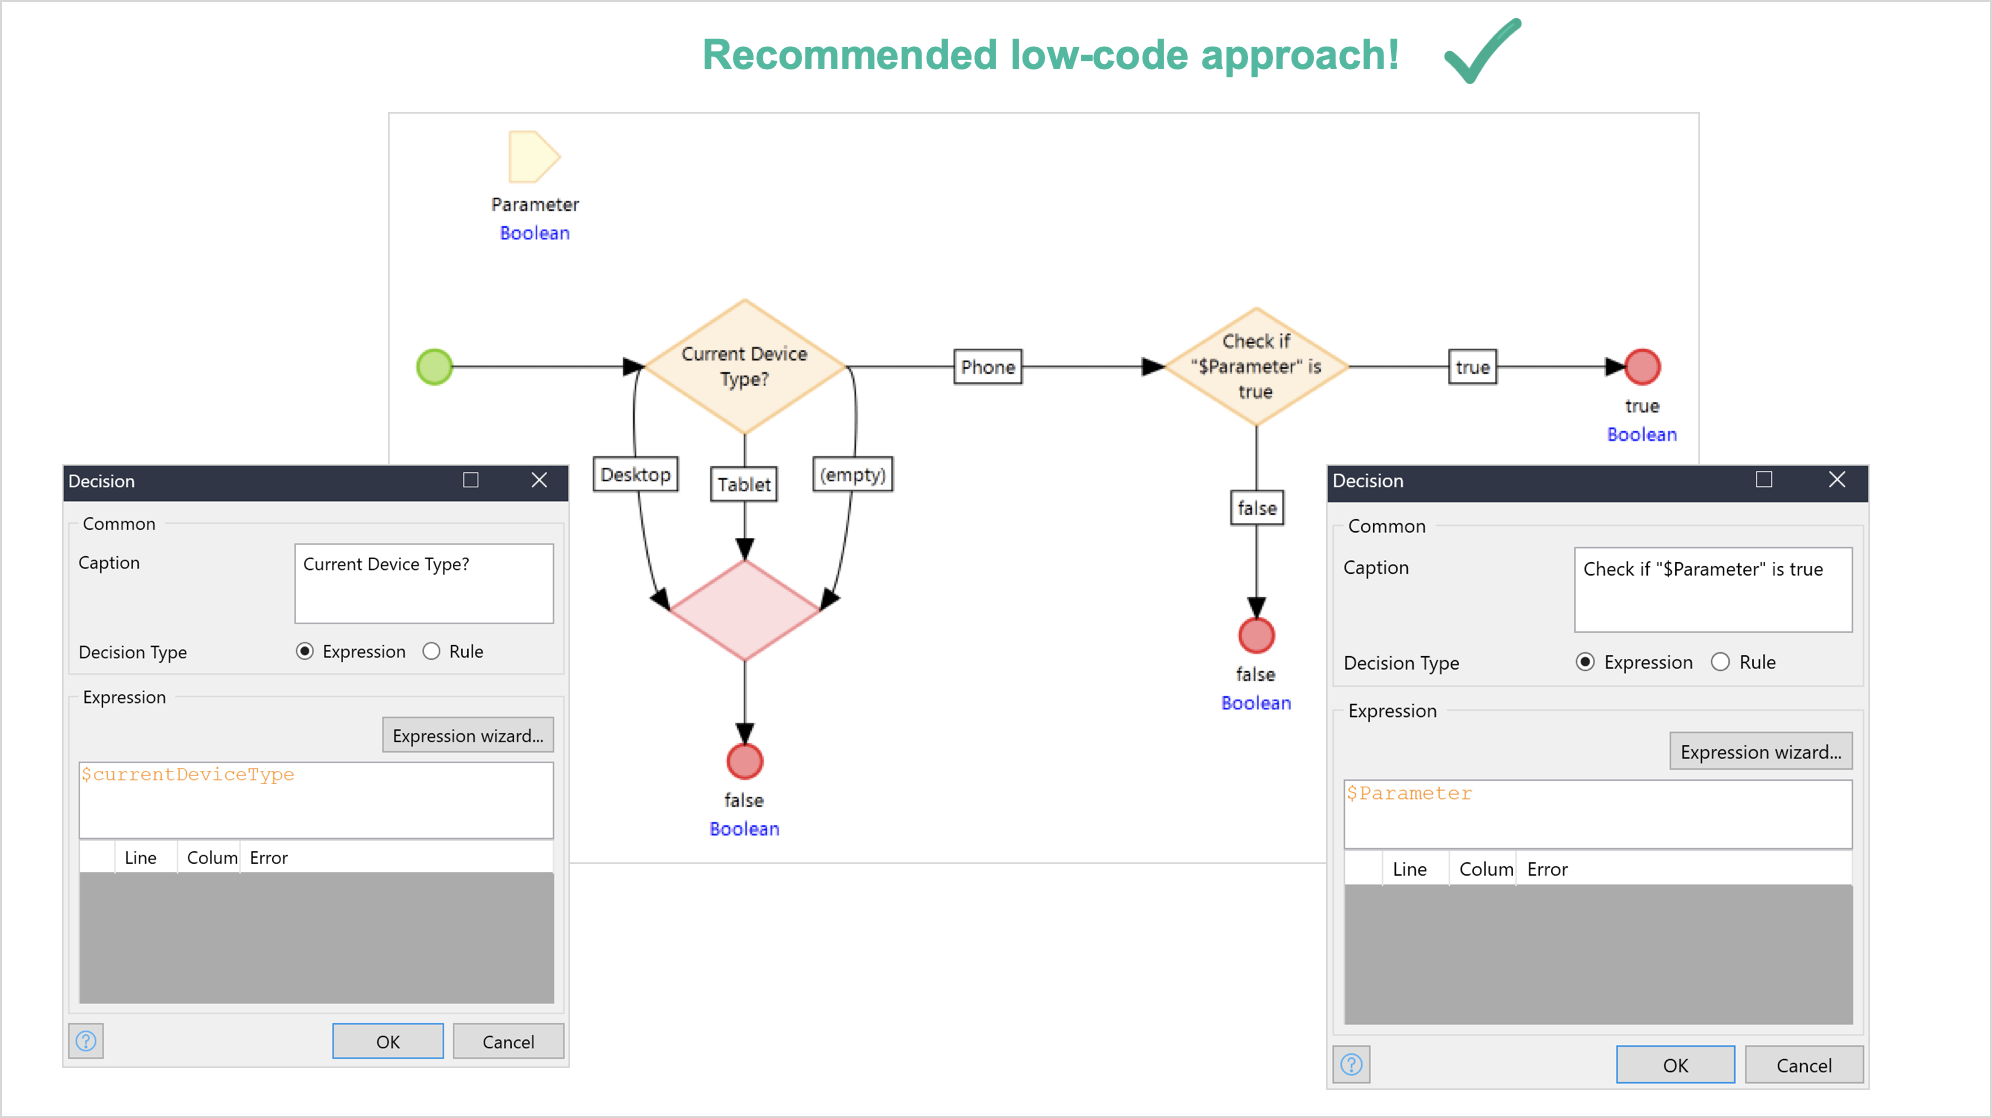 Recommended low-code approach!
Parameter
Boolean
Current Device
Type?
Phone
Check if
"$Parameter" is
true
true
true
Boolean
Desktop
Tablet
(empty)
false
false
Boolean
false
Boolean
Decision
Common
Caption
Current Device Type?
Decision Type
Expression
Rule
Expression
Expression wizard...
$currentDeviceType
Line Colum Error
?
OK
Cancel
Decision
Common
Caption
Check if "$Parameter" is true
Decision Type
Expression
Rule
Expression
Expression wizard...
$Parameter
Line Colum Error
?
OK
Cancel